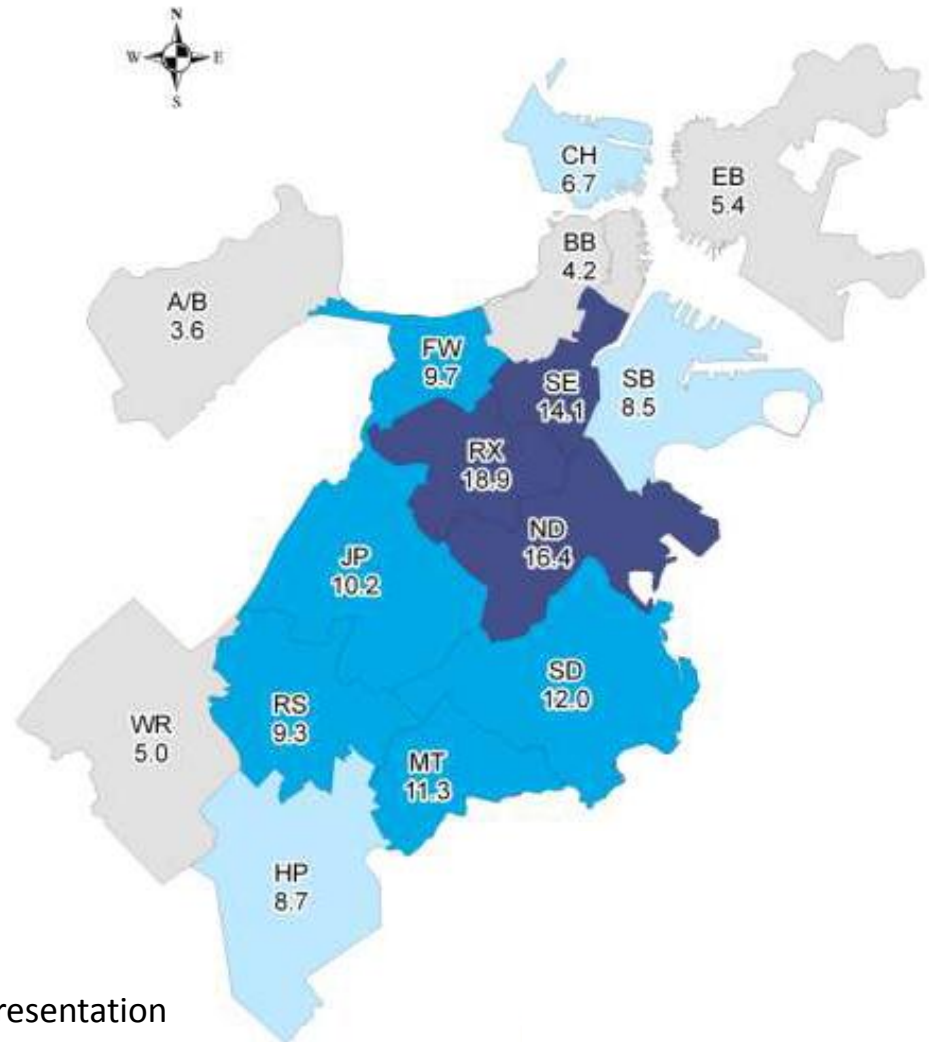 N
W E
S
CH
6.7
EB
5.4
BB
4.2
A/B
3.6
FW
9.7
SE
14.1
SB
8.5
RX
18.9
ND
16.4
JP
10.2
SD
12.0
RS
9.3
WR
5.0
MT
11.3
HP
8.7
resentation